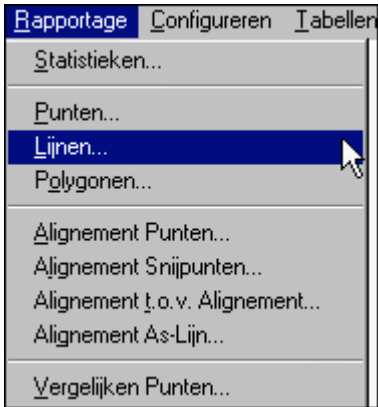 Rapportage Configureren Tabellen
Statistieken...
Punten...
Lijnen...
Polygonen...
Alignement Punten...
Alignement Snijpunten...
Alignement t.o.v. Alignement...
Alignement As-Lijn...
Vergelijken Punten...